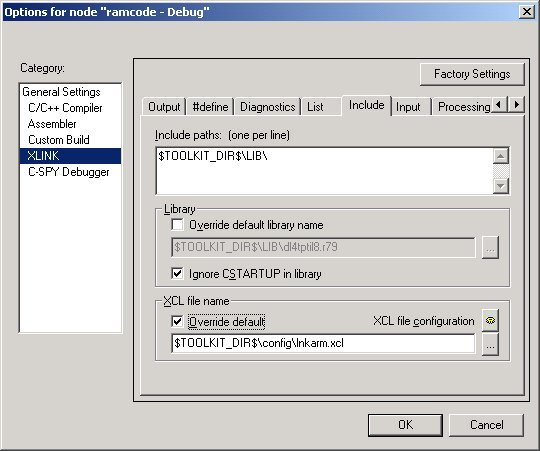 Options for node "ramcode - Debug"
Category:
Factory Settings
General Settings
C/C++ Compiler
Assembler
Custom Build
XLINK
C-SPY Debugger
Output #define Diagnostics List Include Input Processing
Include paths: (one per line)
$TOOLKIT_DIR$\LIB\
Library
Override default library name
$TOOLKIT_DIR$\LIB\dl4tptil8.r79
...
Ignore CSTARTUP in library
XCL file name
Override default
XCL file configuration
$TOOLKIT_DIR$\config\lnkarm.xcl
...
OK
Cancel